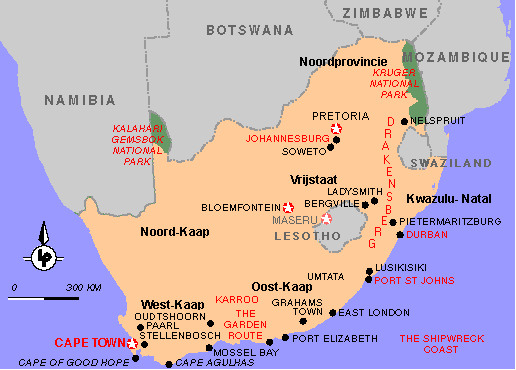 ZIMBABWE
BOTSWANA
MOZAMBIQUE
Noordprovincie
KRUGER
NATIONAL
PARK
NAMIBIA
PRETORIA
NELSPRUIT
KALAHARI
GEMSBOK
NATIONAL
PARK
JOHANNESBURG
SOWETO
SWAZILAND
DRAKENSBERG
Vrijstaat
LADYSMITH
BERGVILLE
Kwazulu- Natal
BLOEMFONTEIN
MASERU
PIETERMARITZBURG
LESOTHO
DURBAN
Noord-Kaap
LP
UMTATA
LUSIKISIKI
PORT ST JOHNS
0 300 KM
Oost-Kaap
West-Kaap
KARROO
THE
GARDEN
ROUTE
GRAHAMS
TOWN
OUDTSHOORN
PAARL
EAST LONDON
STELLENBOSCH
CAPE TOWN
PORT ELIZABETH
THE SHIPWRECK
COAST
MOSSEL BAY
CAPE OF GOOD HOPE
CAPE AGULHAS